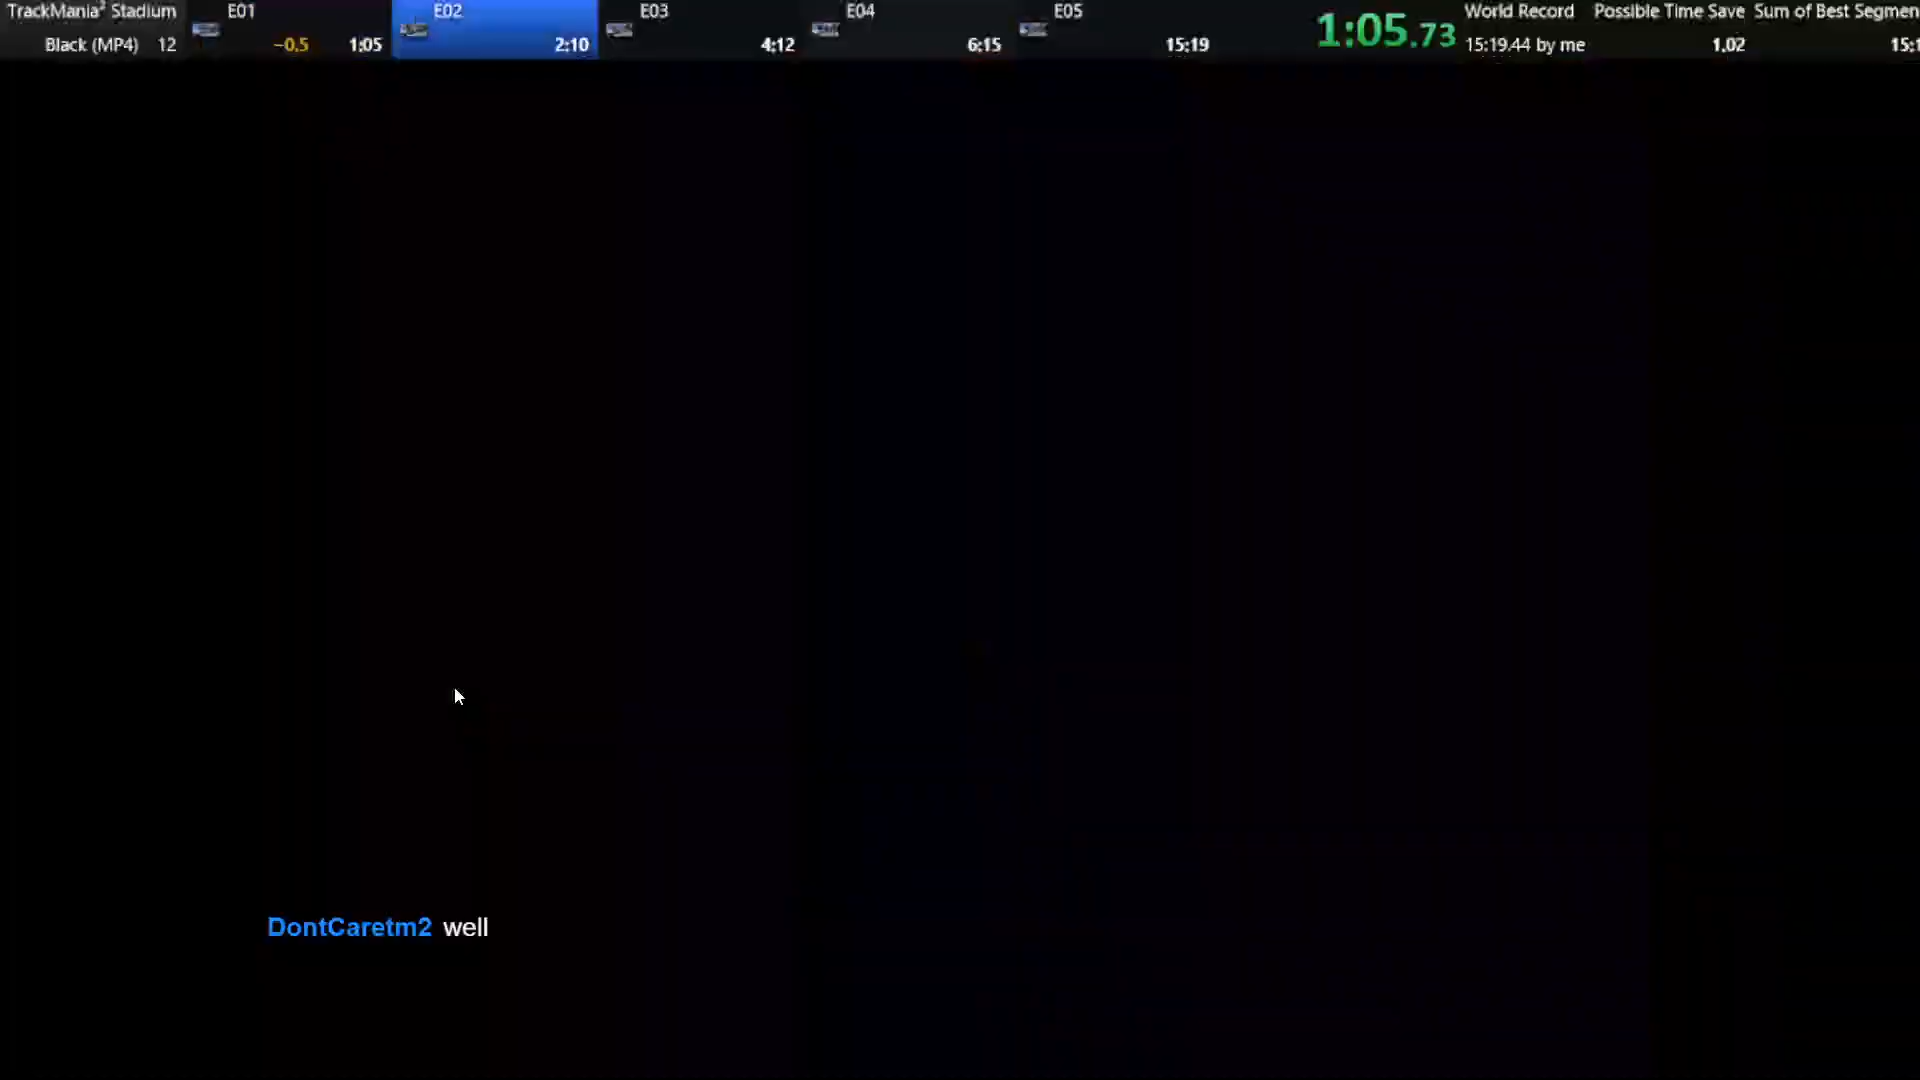 TrackMania² Stadium
Black (MP4) 12
E01
−0.5 1:05
E02
2:10
E03
4:12
E04
6:15
E05
15:19
1:05.73
World Record
15:19.44 by me
Possible Time Save
1.02
Sum of Best Segmen
15:1
DontCaretm2 well